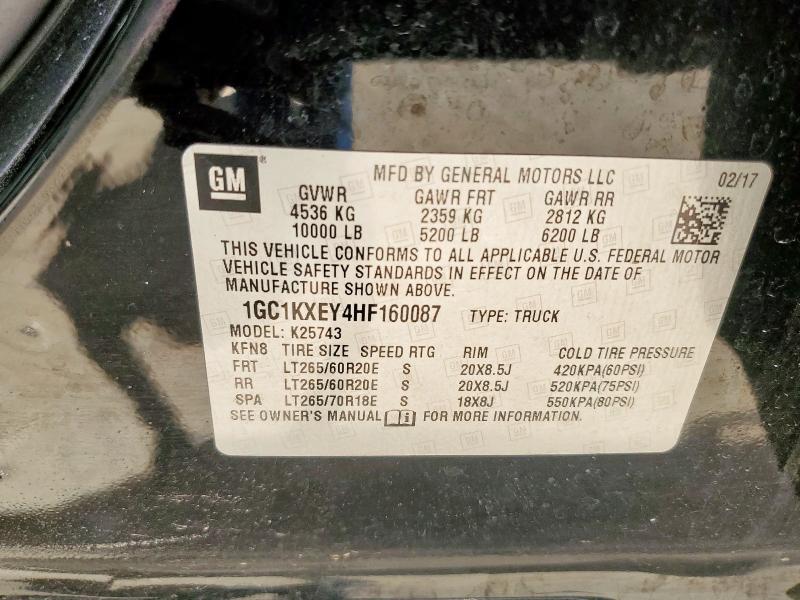 GM ® MFD BY GENERAL MOTORS LLC 02/17
GVWR GAWR FRT GAWR RR
4536 KG 2359 KG 2812 KG
10000 LB 5200 LB 6200 LB
THIS VEHICLE CONFORMS TO ALL APPLICABLE U.S. FEDERAL MOTOR
VEHICLE SAFETY STANDARDS IN EFFECT ON THE DATE OF
MANUFACTURE SHOWN ABOVE.
1GC1KXEY4HF160087 TYPE: TRUCK
MODEL: K25743
KFN8 TIRE SIZE SPEED RTG RIM COLD TIRE PRESSURE
FRT LT265/60R20E S 20X8.5J 420KPA(60PSI)
RR LT265/60R20E S 20X8.5J 520KPA(75PSI)
SPA LT265/70R18E S 18X8J 550KPA(80PSI)
SEE OWNER'S MANUAL i FOR MORE INFORMATION.